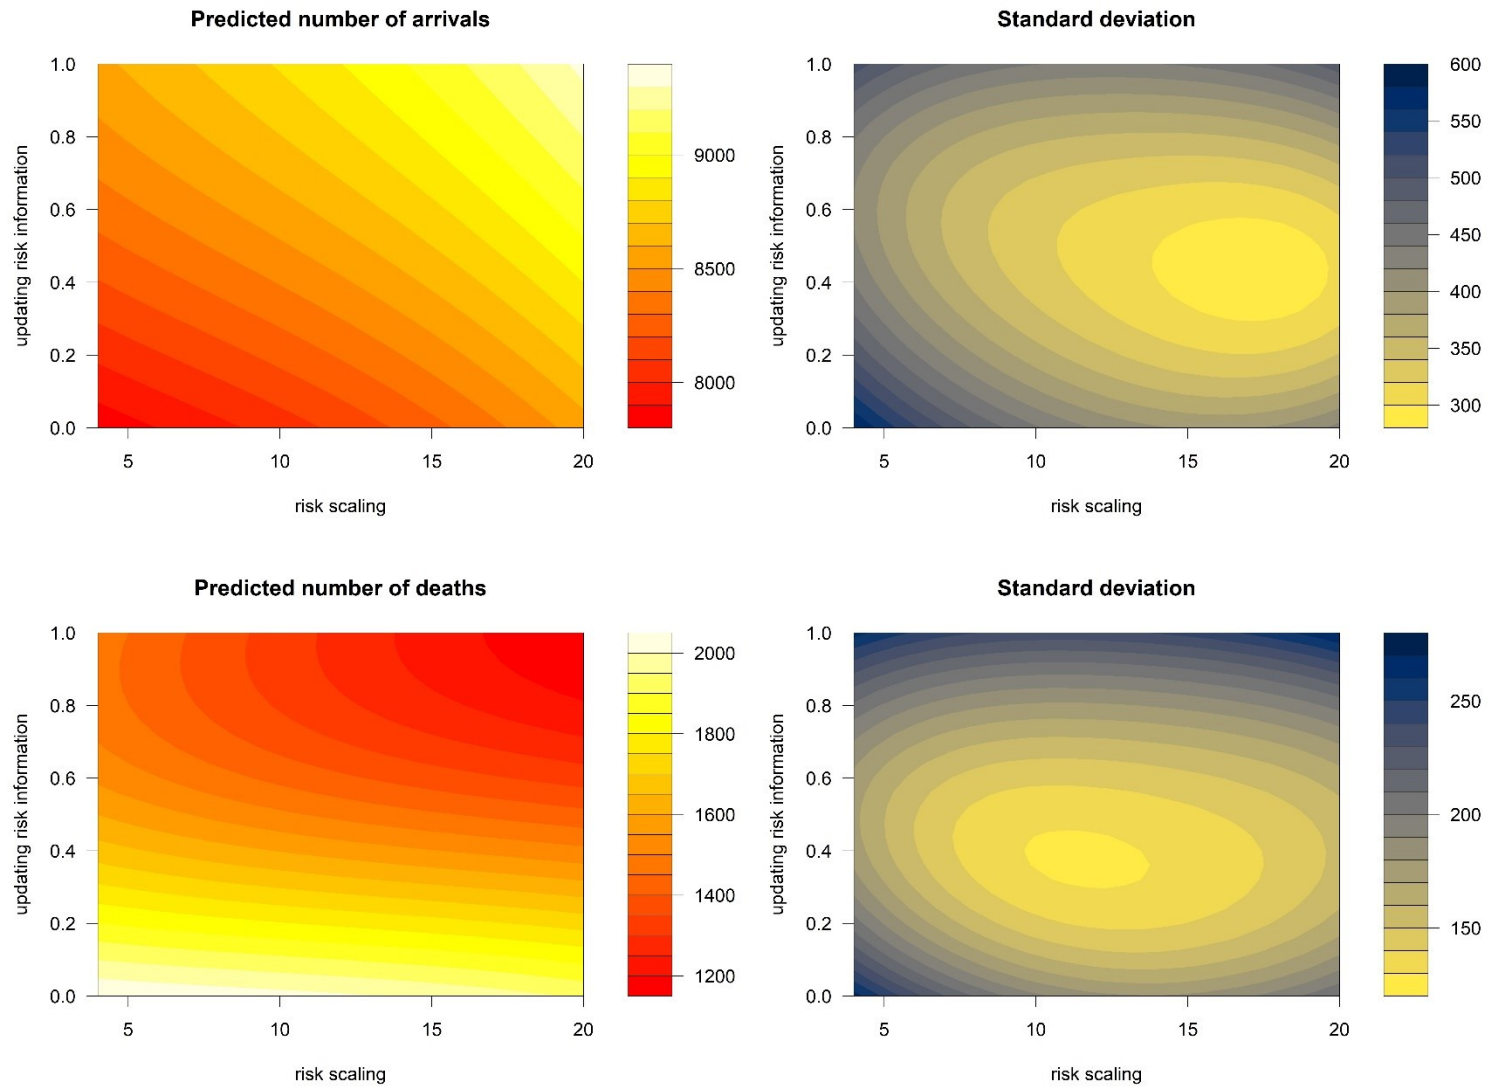 Predicted number of arrivals
1.0
0.8
0.6
0.4
0.2
0.0
updating risk information
5 10 15 20
risk scaling
9000
8500
8000
Standard deviation
1.0
0.8
0.6
0.4
0.2
0.0
updating risk information
5 10 15 20
risk scaling
600
550
500
450
400
350
300
Predicted number of deaths
1.0
0.8
0.6
0.4
0.2
0.0
updating risk information
5 10 15 20
risk scaling
2000
1800
1600
1400
1200
Standard deviation
1.0
0.8
0.6
0.4
0.2
0.0
updating risk information
5 10 15 20
risk scaling
250
200
150